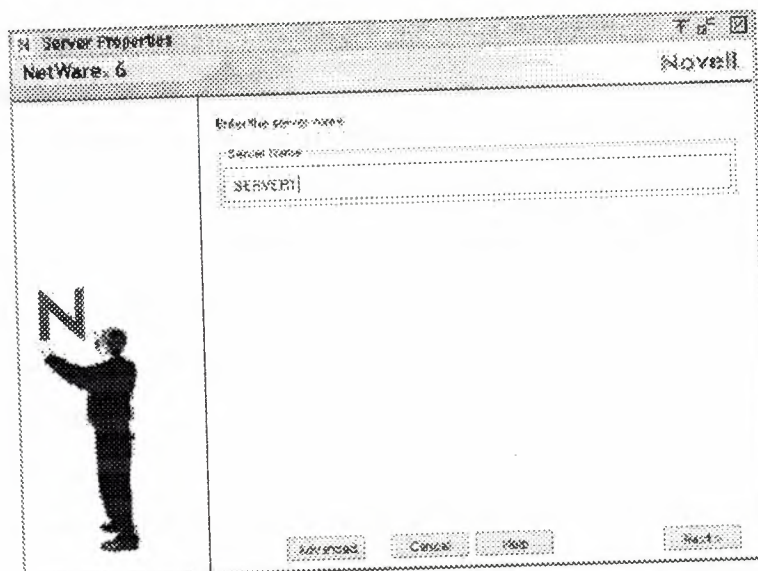 N Server Properties
NetWare. 6
Novell
Enter the server name
Server Name
SERVER1
N
Advanced
Cancel
Help
Next >